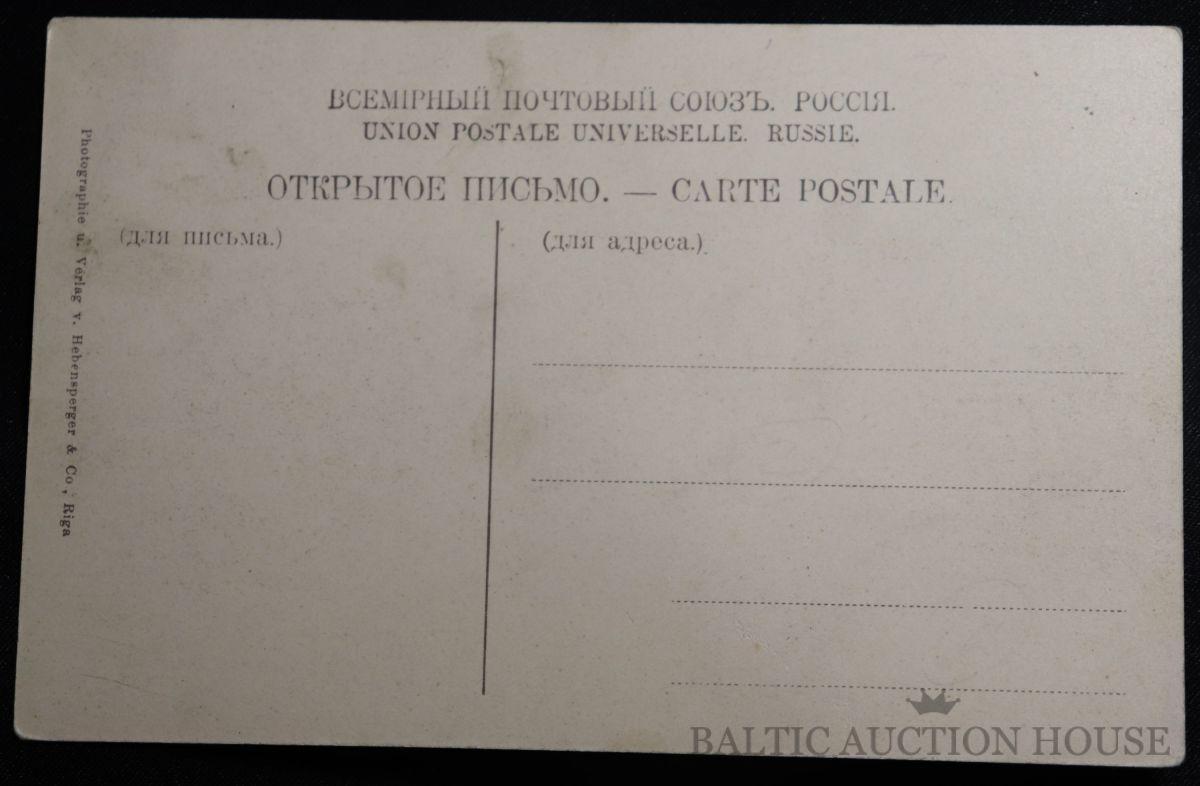 ВСЕМІРНЫЙ ПОЧТОВЫЙ СОЮЗЪ. РОССІЯ.
UNION POSTALE UNIVERSELLE. RUSSIE.
ОТКРЫТОЕ ПИСЬМО. — CARTE POSTALE.
(для письма.)
(для адреса.)
Photographie u. Verlag v. Hebensperger & Co., Riga
BALTIC AUCTION HOUSE